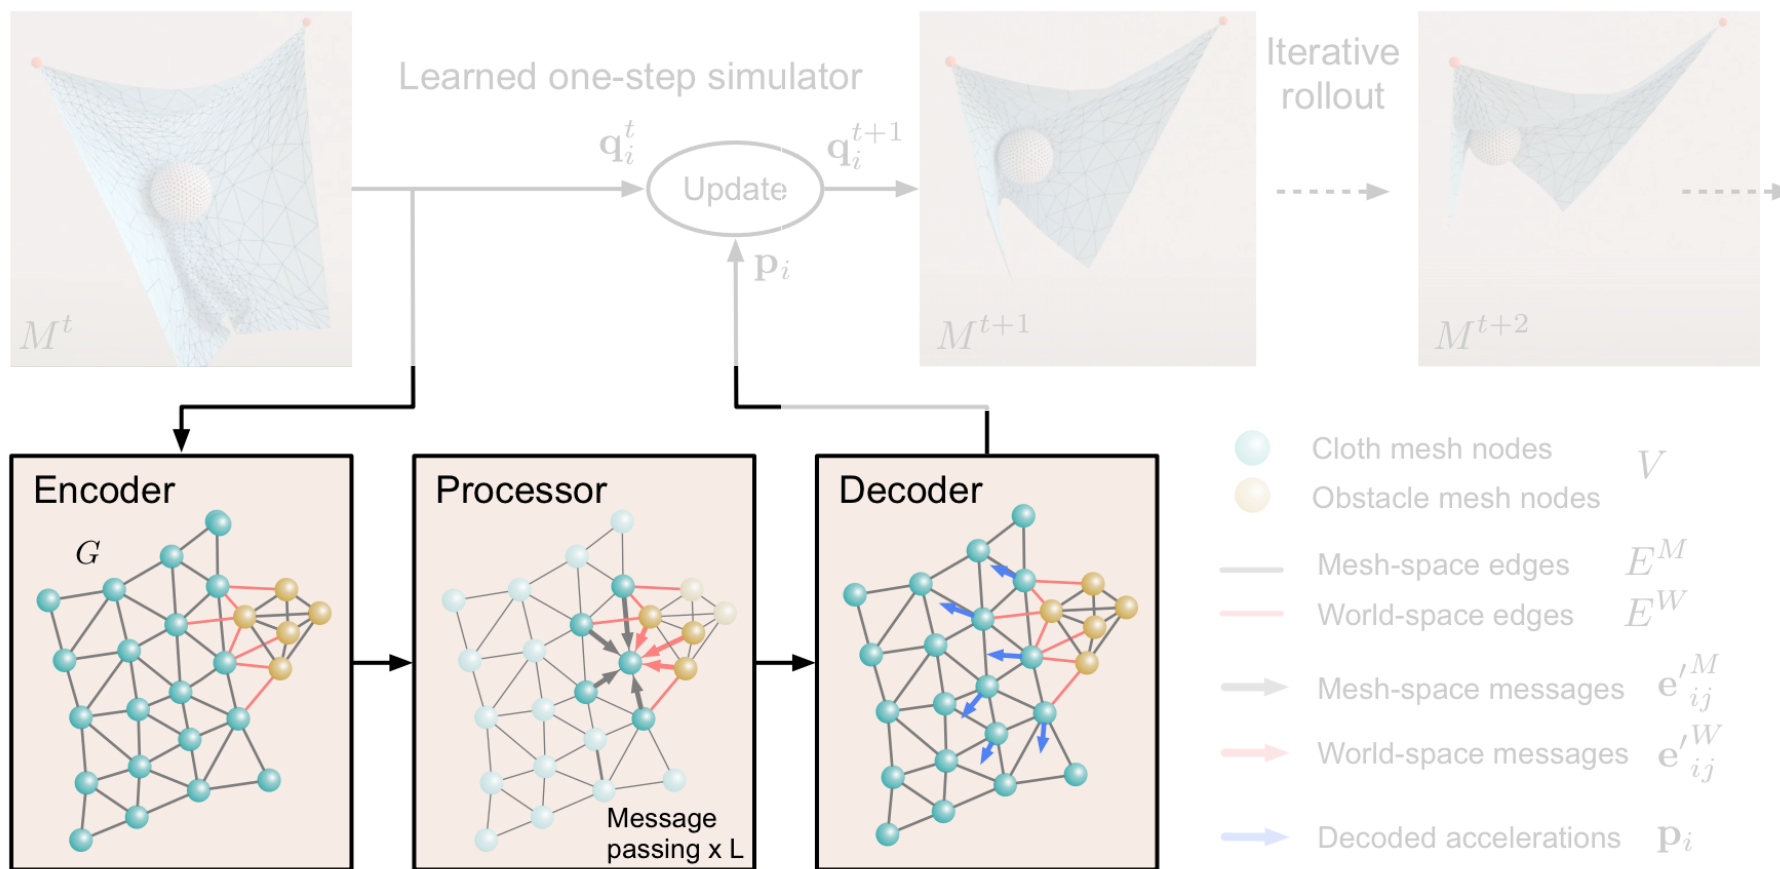 Learned one-step simulator
Iterative
rollout
q_i^t
Update
q_i^{t+1}
p_i
M^t
M^{t+1}
M^{t+2}
Encoder
G
Processor
Message
passing x L
Decoder
Cloth mesh nodes
V
Obstacle mesh nodes
Mesh-space edges E^M
World-space edges E^W
Mesh-space messages e'^M_{ij}
World-space messages e'^W_{ij}
Decoded accelerations p_i